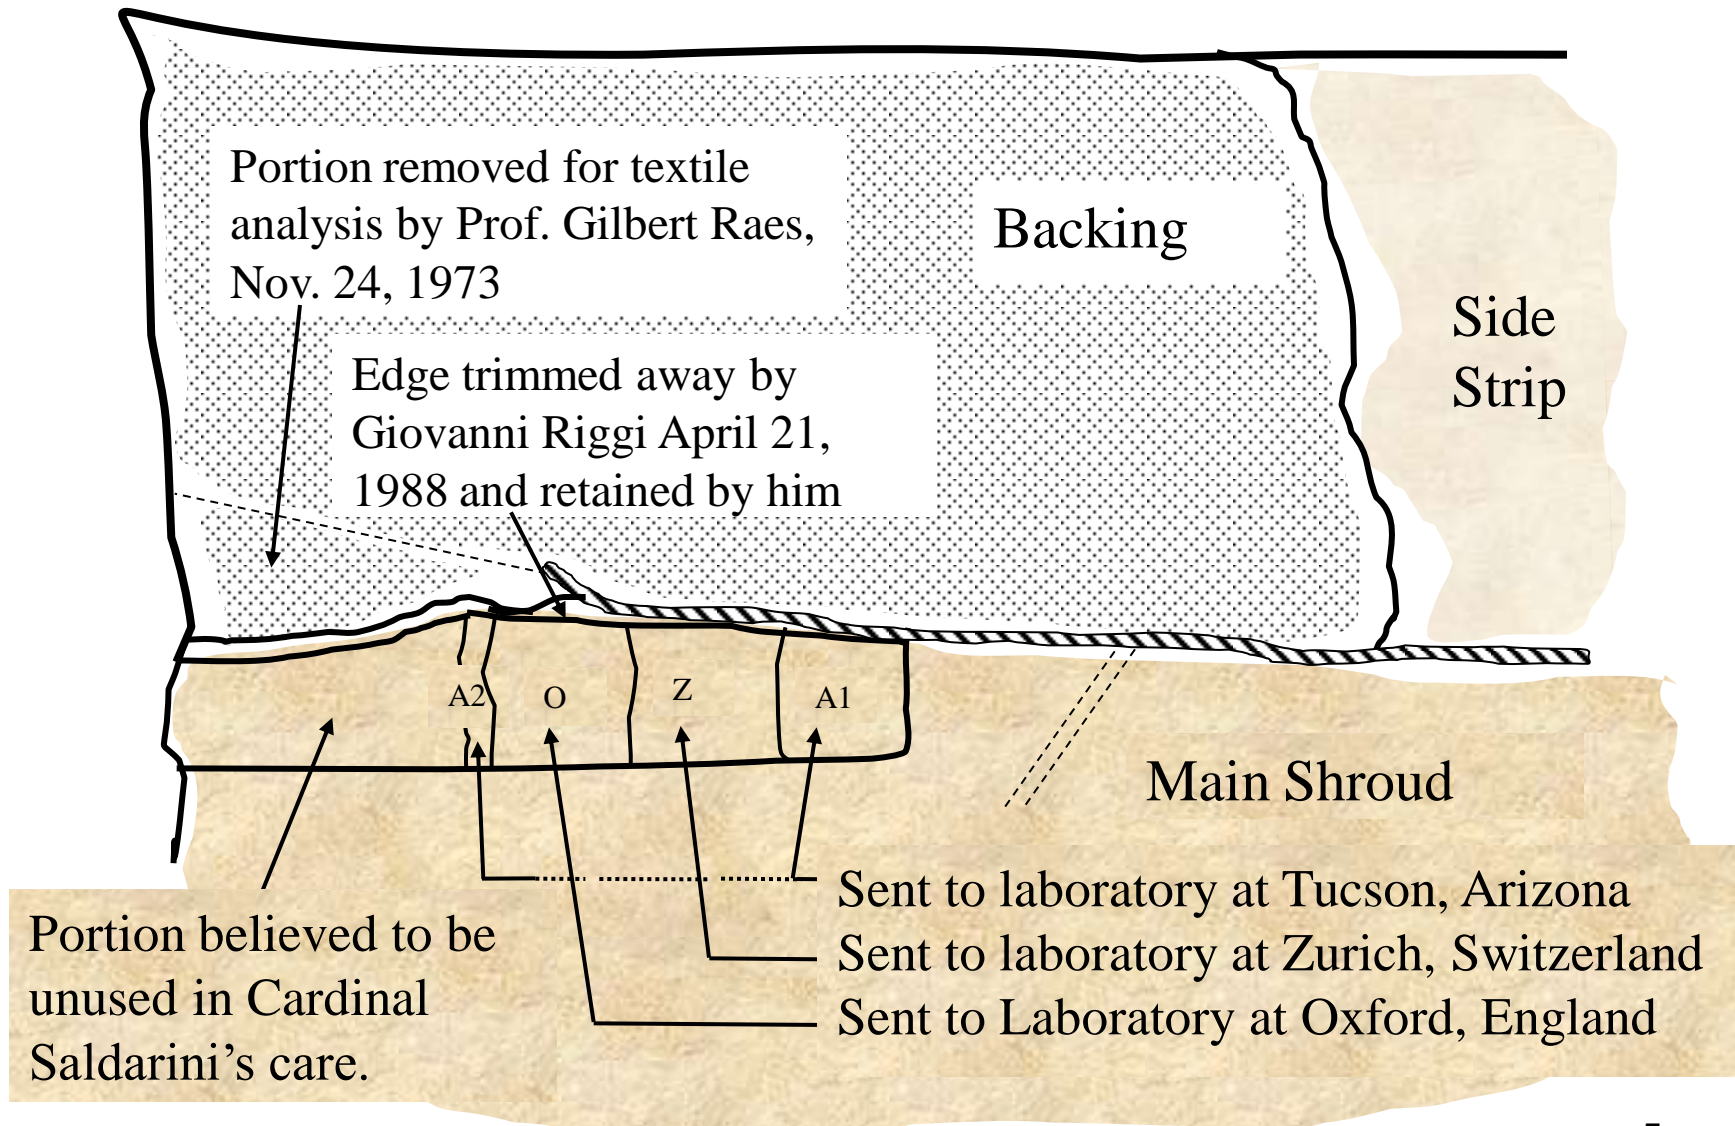 Portion removed for textile
analysis by Prof. Gilbert Raes,
Nov. 24, 1973
Backing
Side
Strip
Edge trimmed away by
Giovanni Riggi April 21,
1988 and retained by him
A2
O
Z
A1
Main Shroud
Sent to laboratory at Tucson, Arizona
Sent to laboratory at Zurich, Switzerland
Sent to Laboratory at Oxford, England
Portion believed to be
unused in Cardinal
Saldarini’s care.